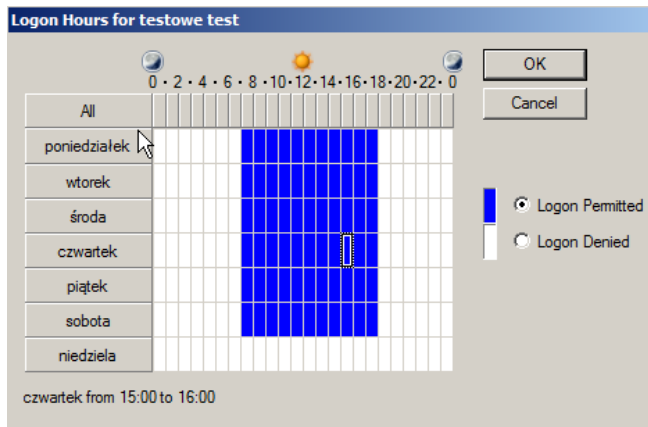 Logon Hours for testowe test
0 · 2 · 4 · 6 · 8 · 10 · 12 · 14 · 16 · 18 · 20 · 22 · 0
OK
Cancel
All
poniedziałek
wtorek
środa
czwartek
piątek
sobota
niedziela
Logon Permitted
Logon Denied
czwartek from 15:00 to 16:00